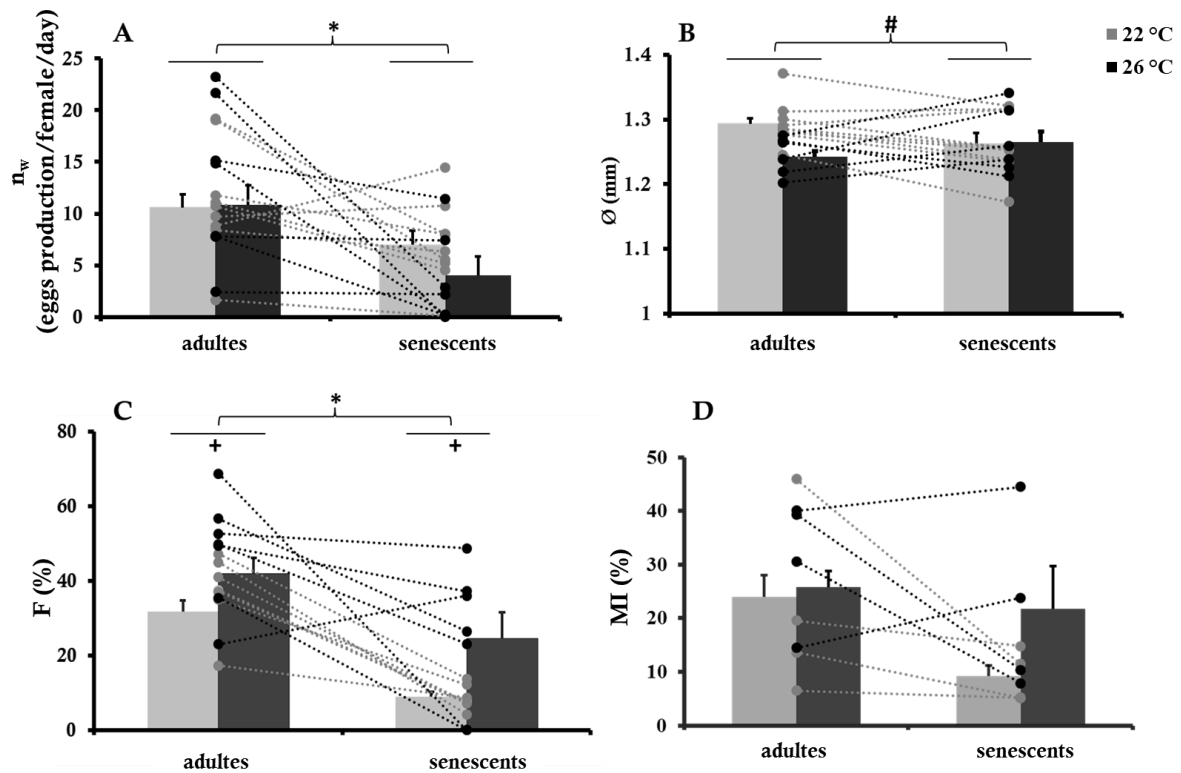 A
*
n_w
(eggs production/female/day)
25
20
15
10
5
0
adultes senescents
B
#
22 °C
26 °C
Ø (mm)
1.4
1.3
1.2
1.1
1
adultes senescents
C
*
+ +
F (%)
80
60
40
20
0
adultes senescents
D
MI (%)
50
40
30
20
10
0
adultes senescents